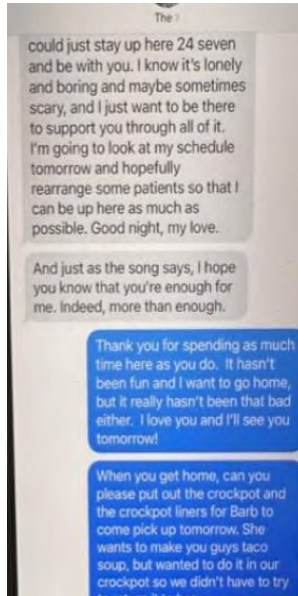 The
could just stay up here 24 seven
and be with you. I know it's lonely
and boring and maybe sometimes
scary, and I just want to be there
to support you through all of it.
I'm going to look at my schedule
tomorrow and hopefully
rearrange some patients so that I
can be up here as much as
possible. Good night, my love.
And just as the song says, I hope
you know that you're enough for
me. Indeed, more than enough.
Thank you for spending as much
time here as you do. It hasn't
been fun and I want to go home,
but it really hasn't been that bad
either. I love you and I'll see you
tomorrow!
When you get home, can you
please put out the crockpot and
the crockpot liners for Barb to
come pick up tomorrow. She
wants to make you guys taco
soup, but wanted to do it in our
crockpot so we didn't have to try